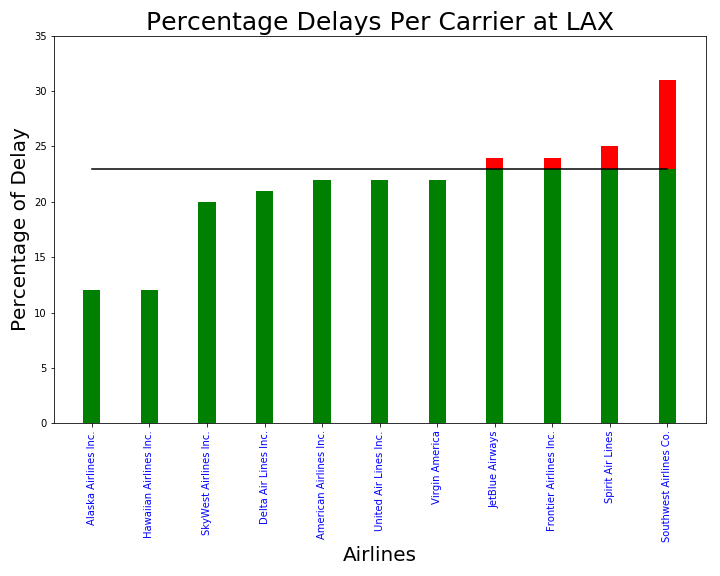 Percentage Delays Per Carrier at LAX
Percentage of Delay
35
30
25
20
15
10
5
0
Alaska Airlines Inc.
Hawaiian Airlines Inc.
SkyWest Airlines Inc.
Delta Air Lines Inc.
American Airlines Inc.
United Air Lines Inc.
Virgin America
JetBlue Airways
Frontier Airlines Inc.
Spirit Air Lines
Southwest Airlines Co.
Airlines